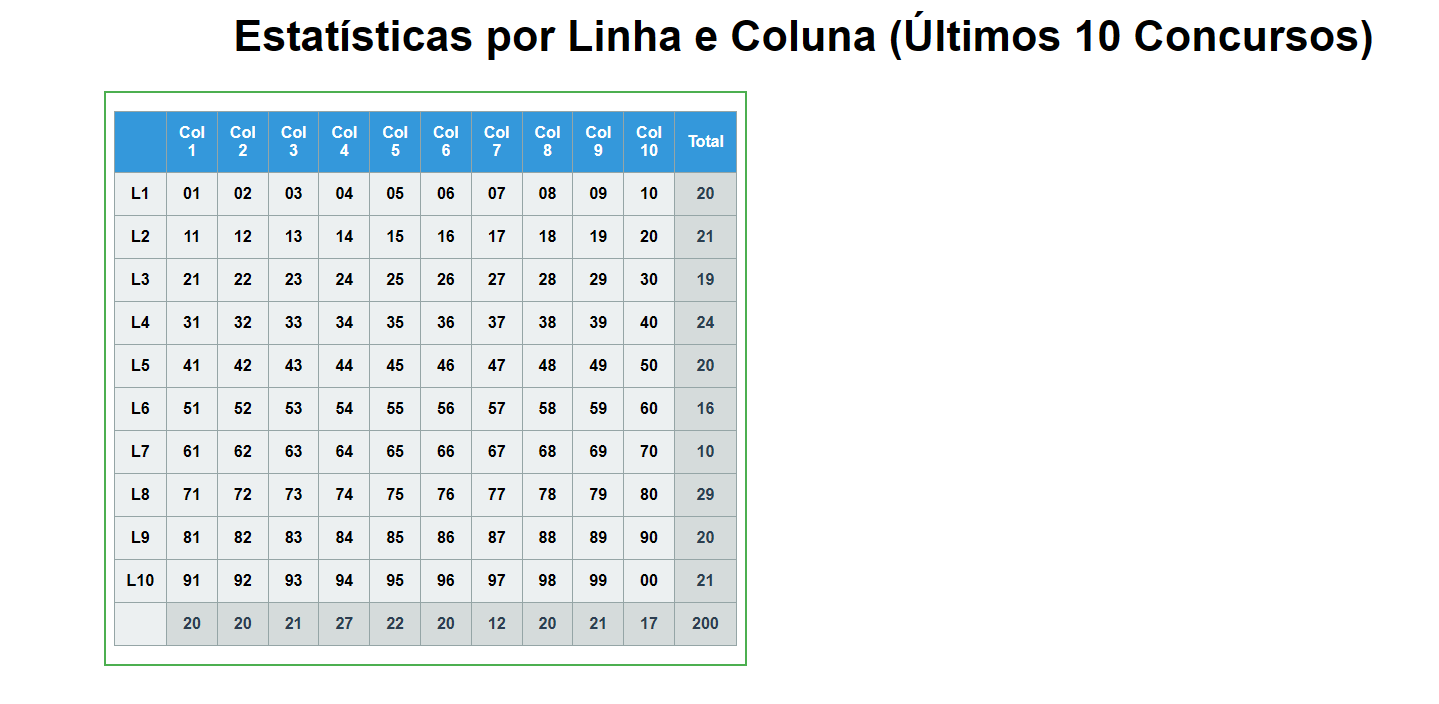 Estatísticas por Linha e Coluna (Últimos 10 Concursos)
Col 1 Col 2 Col 3 Col 4 Col 5 Col 6 Col 7 Col 8 Col 9 Col 10 Total
L1 01 02 03 04 05 06 07 08 09 10 20
L2 11 12 13 14 15 16 17 18 19 20 21
L3 21 22 23 24 25 26 27 28 29 30 19
L4 31 32 33 34 35 36 37 38 39 40 24
L5 41 42 43 44 45 46 47 48 49 50 20
L6 51 52 53 54 55 56 57 58 59 60 16
L7 61 62 63 64 65 66 67 68 69 70 10
L8 71 72 73 74 75 76 77 78 79 80 29
L9 81 82 83 84 85 86 87 88 89 90 20
L10 91 92 93 94 95 96 97 98 99 00 21
20 20 21 27 22 20 12 20 21 17 200